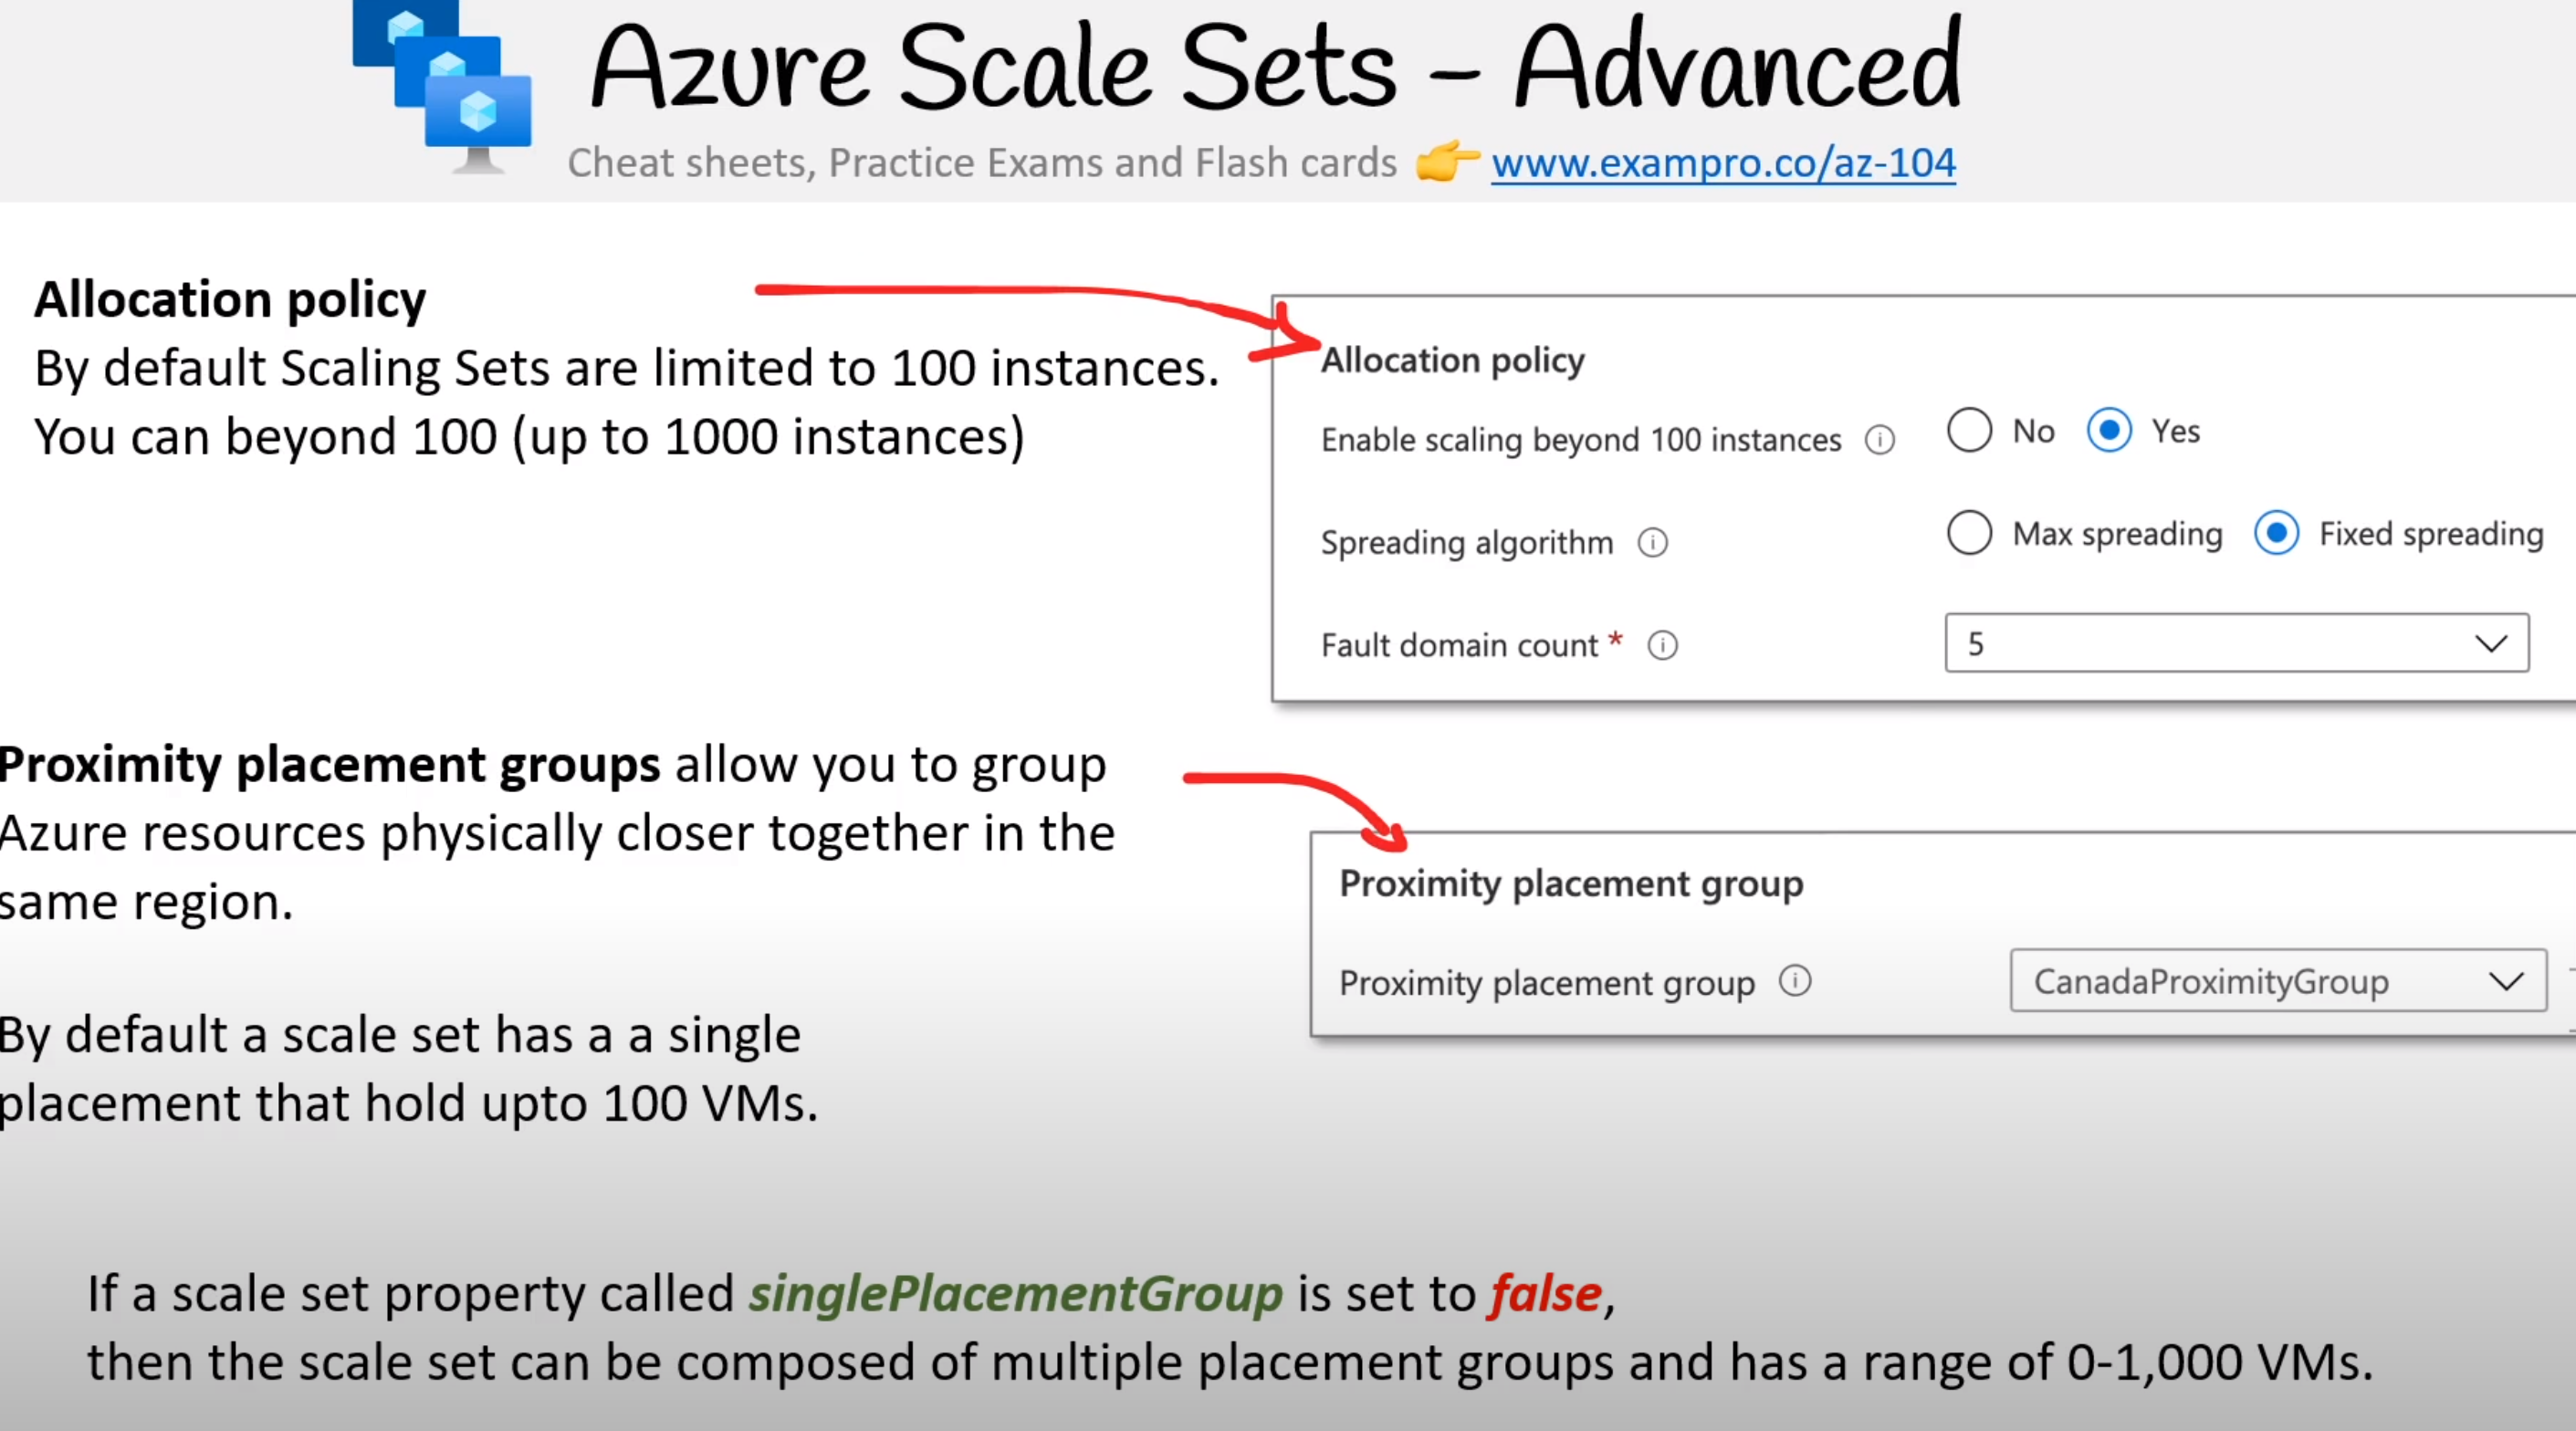 Azure Scale Sets - Advanced
Cheat sheets, Practice Exams and Flash cards 👉 www.exampro.co/az-104
Allocation policy
By default Scaling Sets are limited to 100 instances.
You can beyond 100 (up to 1000 instances)
Allocation policy
Enable scaling beyond 100 instances No Yes
Spreading algorithm Max spreading Fixed spreading
Fault domain count * 5
Proximity placement groups allow you to group
Azure resources physically closer together in the
same region.
By default a scale set has a a single
placement that hold upto 100 VMs.
Proximity placement group
Proximity placement group CanadaProximityGroup
If a scale set property called singlePlacementGroup is set to false,
then the scale set can be composed of multiple placement groups and has a range of 0-1,000 VMs.